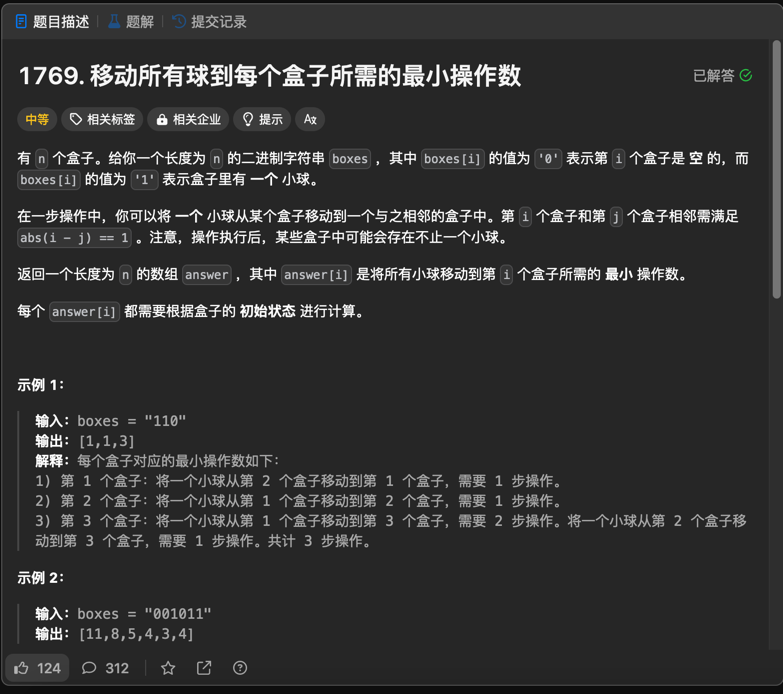 题目描述 题解 提交记录
1769. 移动所有球到每个盒子所需的最小操作数 已解答
中等 相关标签 相关企业 提示 Ax
有 n 个盒子。给你一个长度为 n 的二进制字符串 boxes ，其中 boxes[i] 的值为 '0' 表示第 i 个盒子是 空 的，而
boxes[i] 的值为 '1' 表示盒子里有 一个 小球。
在一步操作中，你可以将 一个 小球从某个盒子移动到一个与之相邻的盒子中。第 i 个盒子和第 j 个盒子相邻需满足
abs(i - j) == 1 。注意，操作执行后，某些盒子中可能会存在不止一个小球。
返回一个长度为 n 的数组 answer ，其中 answer[i] 是将所有小球移动到第 i 个盒子所需的 最小 操作数。
每个 answer[i] 都需要根据盒子的 初始状态 进行计算。
示例 1：
输入：boxes = "110"
输出：[1,1,3]
解释：每个盒子对应的最小操作数如下：
1) 第 1 个盒子：将一个小球从第 2 个盒子移动到第 1 个盒子，需要 1 步操作。
2) 第 2 个盒子：将一个小球从第 1 个盒子移动到第 2 个盒子，需要 1 步操作。
3) 第 3 个盒子：将一个小球从第 1 个盒子移动到第 3 个盒子，需要 2 步操作。将一个小球从第 2 个盒子移
动到第 3 个盒子，需要 1 步操作。共计 3 步操作。
示例 2：
输入：boxes = "001011"
输出：[11,8,5,4,3,4]
124 312